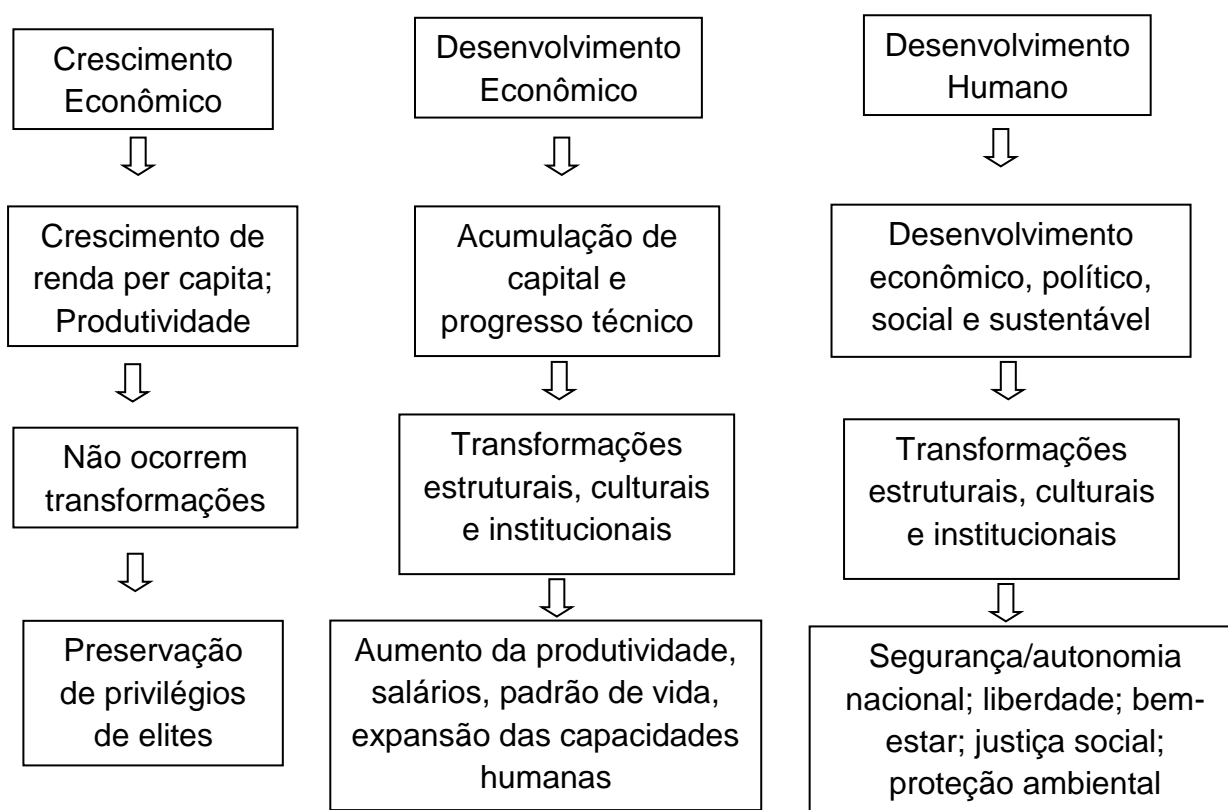 Crescimento
Econômico
Crescimento de
renda per capita;
Produtividade
Não ocorrem
transformações
Preservação
de privilégios
de elites
Desenvolvimento
Econômico
Acumulação de
capital e
progresso técnico
Transformações
estruturais, culturais
e institucionais
Aumento da produtividade,
salários, padrão de vida,
expansão das capacidades
humanas
Desenvolvimento
Humano
Desenvolvimento
econômico, político,
social e sustentável
Transformações
estruturais, culturais
e institucionais
Segurança/autonomia
nacional; liberdade; bem-
estar; justiça social;
proteção ambiental